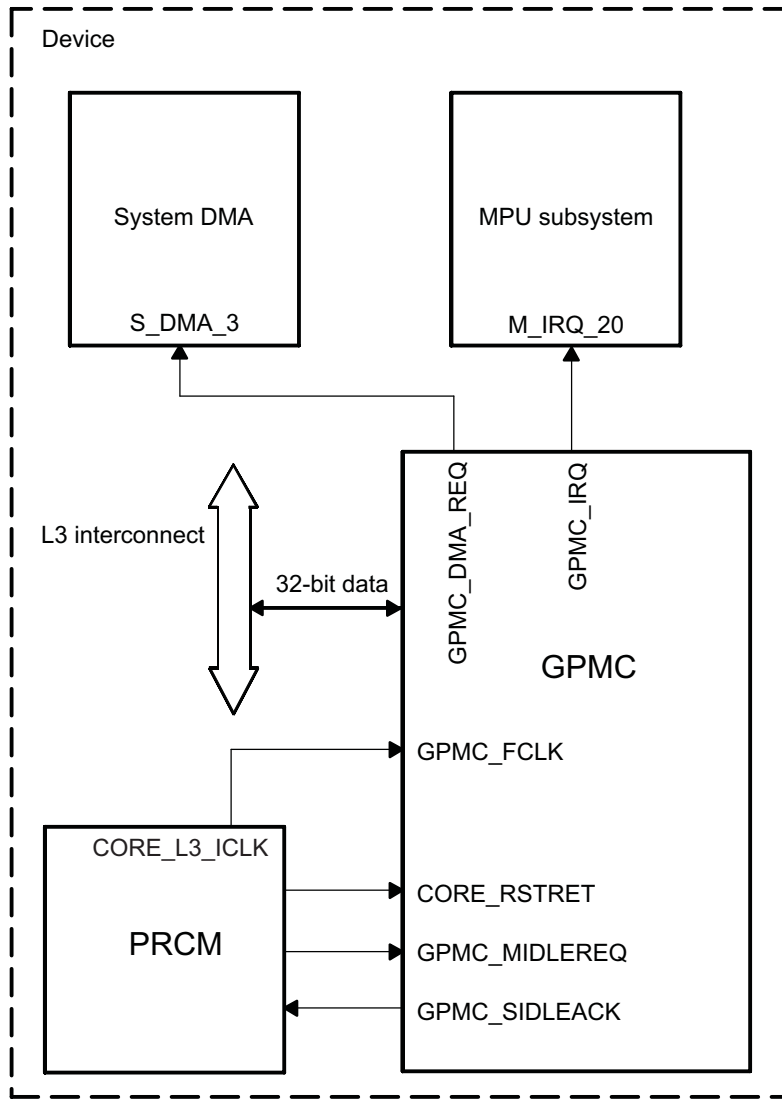 Device
System DMA
MPU subsystem
S_DMA_3
M_IRQ_20
GPMC_DMA_REQ
GPMC_IRQ
L3 interconnect
32-bit data
GPMC
GPMC_FCLK
CORE_L3_ICLK
CORE_RSTRET
PRCM
GPMC_MIDLEREQ
GPMC_SIDLEACK